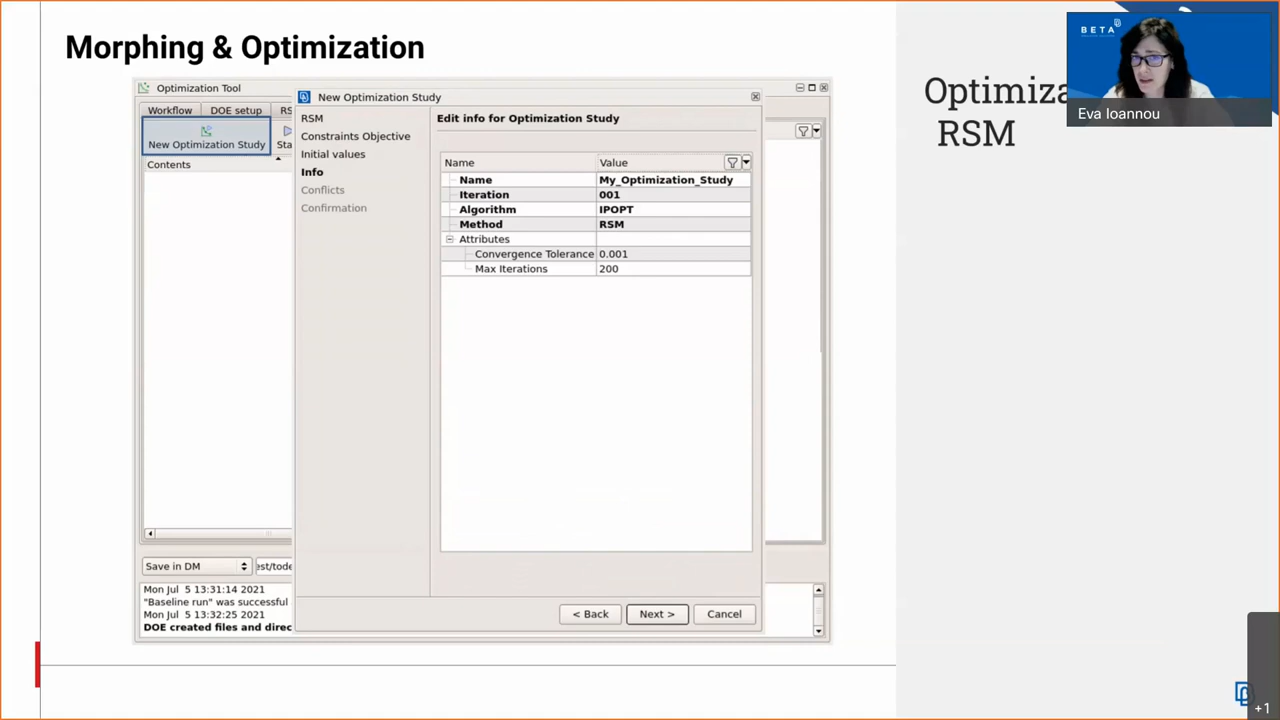 Morphing & Optimization
Optimization Tool
Workflow DOE setup
New Optimization Study
Contents
New Optimization Study
RSM
Constraints Objective
Initial values
Info
Conflicts
Confirmation
Edit info for Optimization Study
Name Value
Name My_Optimization_Study
Iteration 001
Algorithm IPOPT
Method RSM
Attributes
Convergence Tolerance 0.001
Max Iterations 200
Save in DM
Mon Jul 5 13:31:14 2021
"Baseline run" was successful
Mon Jul 5 13:32:25 2021
DOE created files and direc
< Back Next > Cancel
Optimiza
RSM
BETA
Eva Ioannou
+1